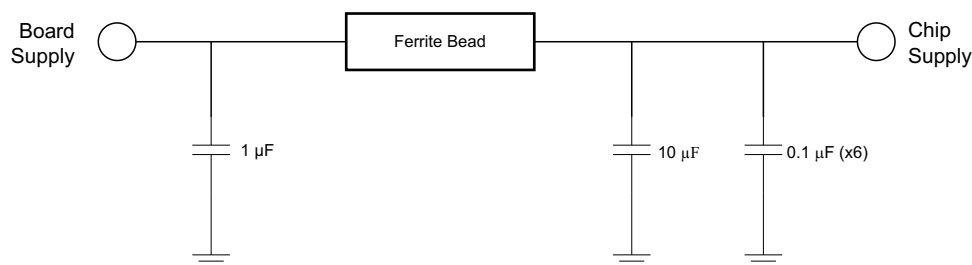 Board
Supply
Ferrite Bead
Chip
Supply
1 µF
10 µF
0.1 µF (x6)